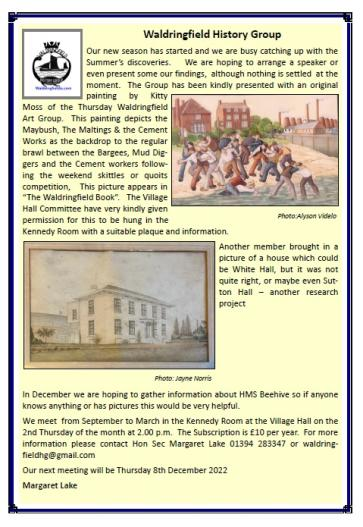 Waldringfield History Group
Our new season has started and we are busy catching up with the
Summer's discoveries. We are hoping to arrange a speaker or
even present some our findings, although nothing is settled at the
moment. The Group has been kindly presented with an original
painting by Kitty
Moss of the Thursday Waldringfield
Art Group. This painting depicts the
Maybush, The Maltings & the Cement
Works as the backdrop to the regular
brawl between the Bargees, Mud Dig-
gers and the Cement workers follow-
ing the weekend skittles or quoits
competition, This picture appears in
“The Waldringfield Book”. The Village
Hall Committee have very kindly given
permission for this to be hung in the
Kennedy Room with a suitable plaque and information.
Photo:Alyson Videlo
Another member brought in a
picture of a house which could
be White Hall, but it was not
quite right, or maybe even Sut-
ton Hall – another research
project
Photo: Jayne Norris
In December we are hoping to gather information about HMS Beehive so if anyone
knows anything or has pictures this would be very helpful.
We meet from September to March in the Kennedy Room at the Village Hall on the
2nd Thursday of the month at 2.00 p.m. The Subscription is £10 per year. For more
information please contact Hon Sec Margaret Lake 01394 283347 or waldring-
fieldhg@gmail.com
Our next meeting will be Thursday 8th December 2022
Margaret Lake